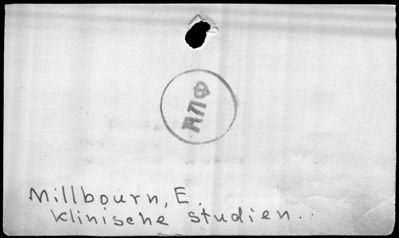 Millbourn, E.
Klinische studien..